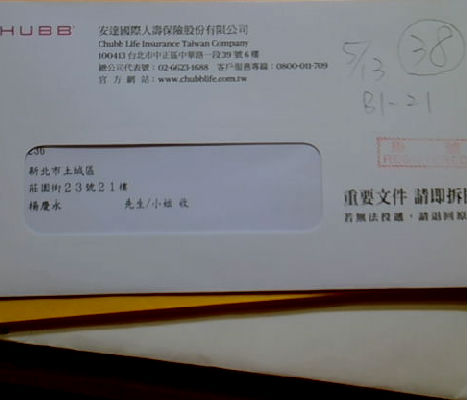 CHUBB
安達國際人壽保險股份有限公司
Chubb Life Insurance Taiwan Company
100413 台北市中正區中華路一段39號6樓
總公司代表號：02-6623-1688 客戶服務專線：0800-011-709
官方網站：www.chubblife.com.tw
5/13
38
B1-21
掛號
REGISTERED
236
新北市土城區
莊園街23號21樓
楊慶永 先生/小姐 收
重要文件 請即拆
若無法投遞，請退回原